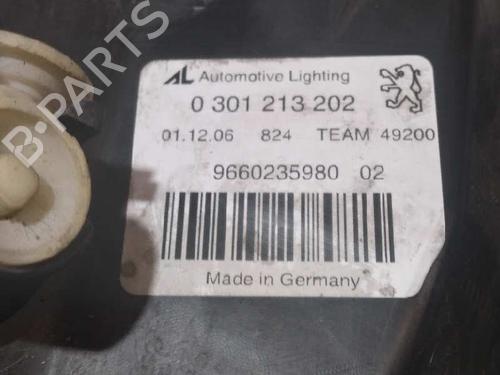 B-PARTS
AL Automotive Lighting
0 301 213 202
01.12.06 824 TEAM 49200
9660235980 02
Made in Germany